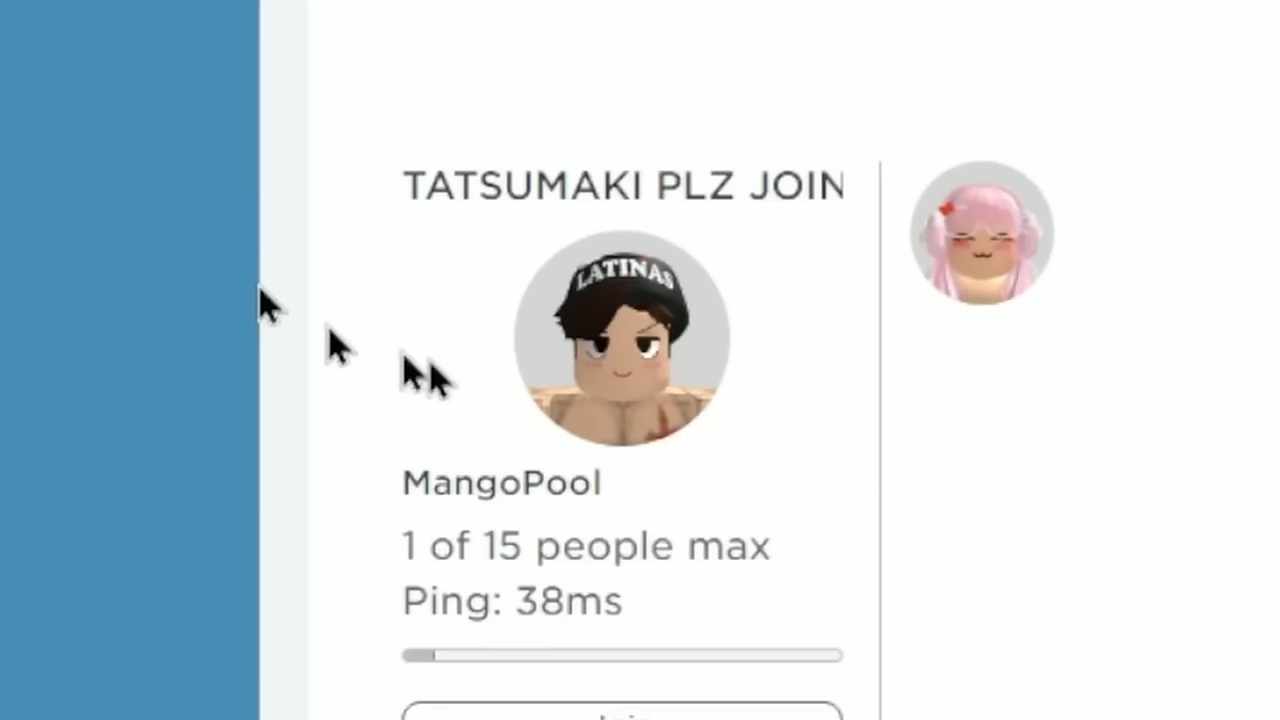 TATSUMAKI PLZ JOIN
LATINAS
MangoPool
1 of 15 people max
Ping: 38ms